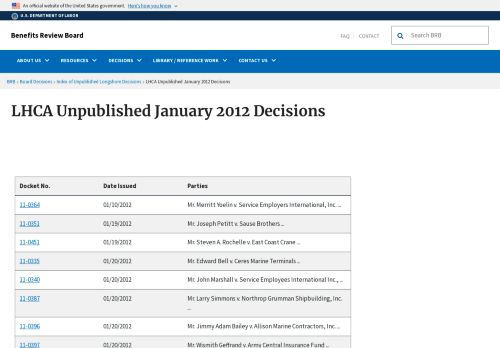 An official website of the United States government. Here's how you know
U.S. DEPARTMENT OF LABOR
Benefits Review Board
FAQ CONTACT
Search BRB
ABOUT US RESOURCES DECISIONS LIBRARY / REFERENCE WORK CONTACT US
BRB › Board Decisions › Index of Unpublished Longshore Decisions › LHCA Unpublished January 2012 Decisions
LHCA Unpublished January 2012 Decisions
Docket No. Date Issued Parties
11-0364 01/10/2012 Mr. Merritt Yoelin v. Service Employers International, Inc. ...
11-0351 01/19/2012 Mr. Joseph Petitt v. Sause Brothers ...
11-0451 01/19/2012 Mr. Steven A. Rochelle v. East Coast Crane ...
11-0335 01/20/2012 Mr. Edward Bell v. Ceres Marine Terminals ...
11-0340 01/20/2012 Mr. John Marshall v. Service Employees International Inc., ...
11-0387 01/20/2012 Mr. Larry Simmons v. Northrop Grumman Shipbuilding, Inc.
...
11-0396 01/20/2012 Mr. Jimmy Adam Bailey v. Allison Marine Contractors, Inc. ...
11-0397 01/20/2012 Mr. Wismith Geffrand v. Army Central Insurance Fund ...